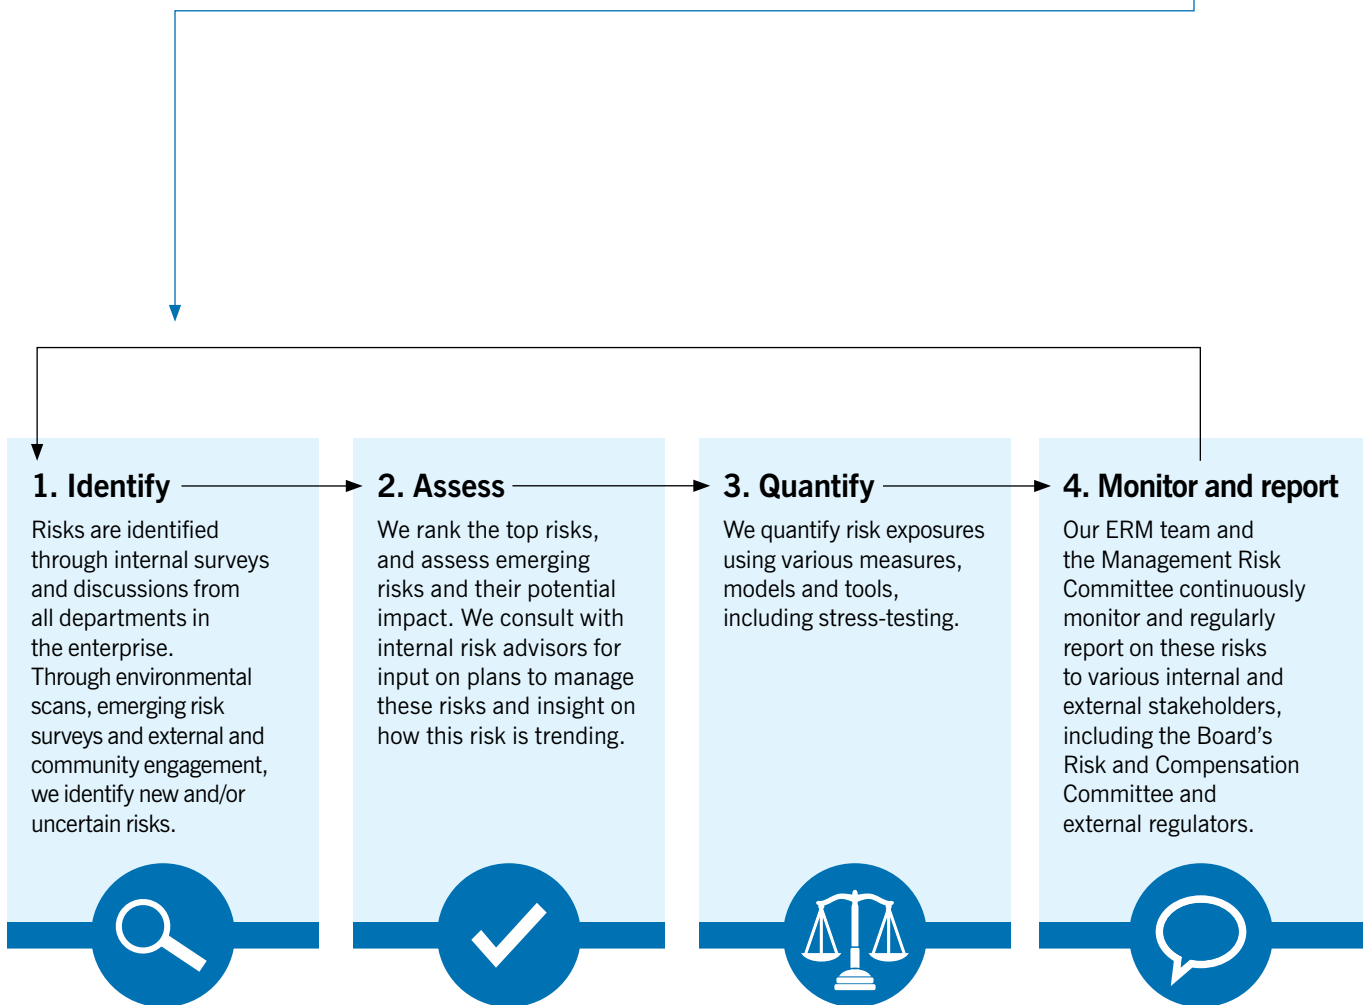 1. Identify
Risks are identified
through internal surveys
and discussions from
all departments in
the enterprise.
Through environmental
scans, emerging risk
surveys and external and
community engagement,
we identify new and/or
uncertain risks.
2. Assess
We rank the top risks,
and assess emerging
risks and their potential
impact. We consult with
internal risk advisors for
input on plans to manage
these risks and insight on
how this risk is trending.
3. Quantify
We quantify risk exposures
using various measures,
models and tools,
including stress-testing.
4. Monitor and report
Our ERM team and
the Management Risk
Committee continuously
monitor and regularly
report on these risks
to various internal and
external stakeholders,
including the Board’s
Risk and Compensation
Committee and
external regulators.